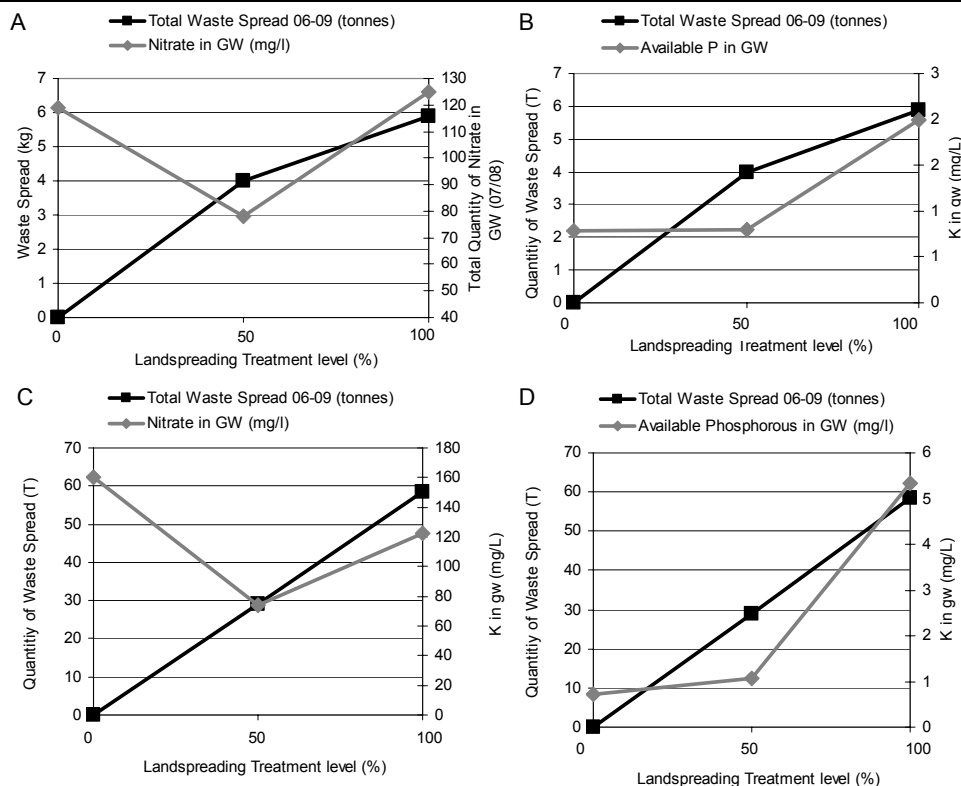 A
Total Waste Spread 06-09 (tonnes)
Nitrate in GW (mg/l)
Waste Spread (kg)
7
6
5
4
3
2
1
0
130
120
110
100
90
80
70
60
50
40
Total Quantity of Nitrate in
GW (07/08)
0 50 100
Landspreading Treatment level (%)
B
Total Waste Spread 06-09 (tonnes)
Available P in GW
Quantitiy of Waste Spread (T)
7
6
5
4
3
2
1
0
3
2
2
1
1
0
K in gw (mg/L)
0 50 100
Landspreading Treatment level (%)
C
Total Waste Spread 06-09 (tonnes)
Nitrate in GW (mg/l)
Quantitiy of Waste Spread (T)
70
60
50
40
30
20
10
0
180
160
140
120
100
80
60
40
20
0
K in gw (mg/L)
0 50 100
Landspreading Treatment level (%)
D
Total Waste Spread 06-09 (tonnes)
Available Phosphorous in GW (mg/l)
Quantitiy of Waste Spread (T)
70
60
50
40
30
20
10
0
6
5
4
3
2
1
0
K in gw (mg/L)
0 50 100
Landspreading Treatment level (%)